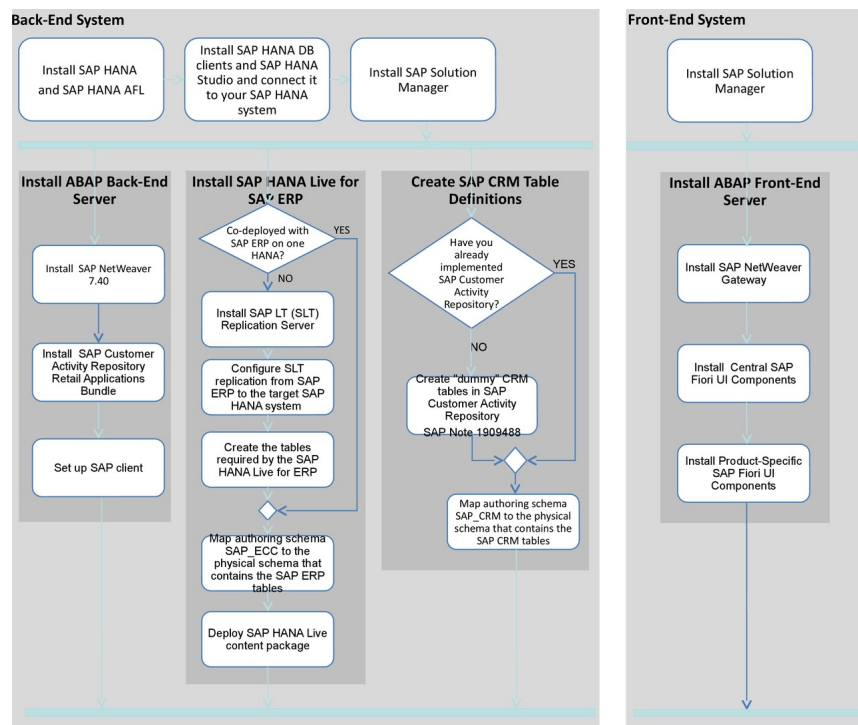 Back-End System
Install SAP HANA
and SAP HANA AFL
Install SAP HANA DB
clients and SAP HANA
Studio and connect it
to your SAP HANA
system
Install SAP Solution
Manager
Install ABAP Back-End
Server
Install SAP NetWeaver
7.40
Install SAP Customer
Activity Repository
Retail Applications
Bundle
Set up SAP client
Install SAP HANA Live for
SAP ERP
Co-deployed with
SAP ERP on one
HANA?
YES
NO
Install SAP LT (SLT)
Replication Server
Configure SLT
replication from SAP
ERP to the target SAP
HANA system
Create the tables
required by the SAP
HANA Live for ERP
Map authoring schema
SAP_ECC to the
physical schema that
contains the SAP ERP
tables
Deploy SAP HANA Live
content package
Create SAP CRM Table
Definitions
Have you
already
implemented
SAP Customer
Activity
Repository?
YES
NO
Create "dummy" CRM
tables in SAP
Customer Activity
Repository
SAP Note 1909488
Map authoring schema
SAP_CRM to the physical
schema that contains the
SAP CRM tables
Front-End System
Install SAP Solution
Manager
Install ABAP Front-End
Server
Install SAP NetWeaver
Gateway
Install Central SAP
Fiori UI Components
Install Product-Specific
SAP Fiori UI
Components